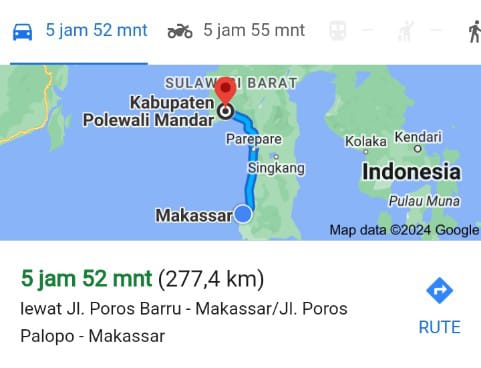 5 jam 52 mnt
5 jam 55 mnt
SULAWESI BARAT
Kabupaten
Polewali Mandar
Parepare
Singkang
Makassar
Kolaka
Kendari
Indonesia
Pulau Muna
Map data ©2024 Google
5 jam 52 mnt (277,4 km)
lewat Jl. Poros Barru - Makassar/Jl. Poros
Palopo - Makassar
RUTE